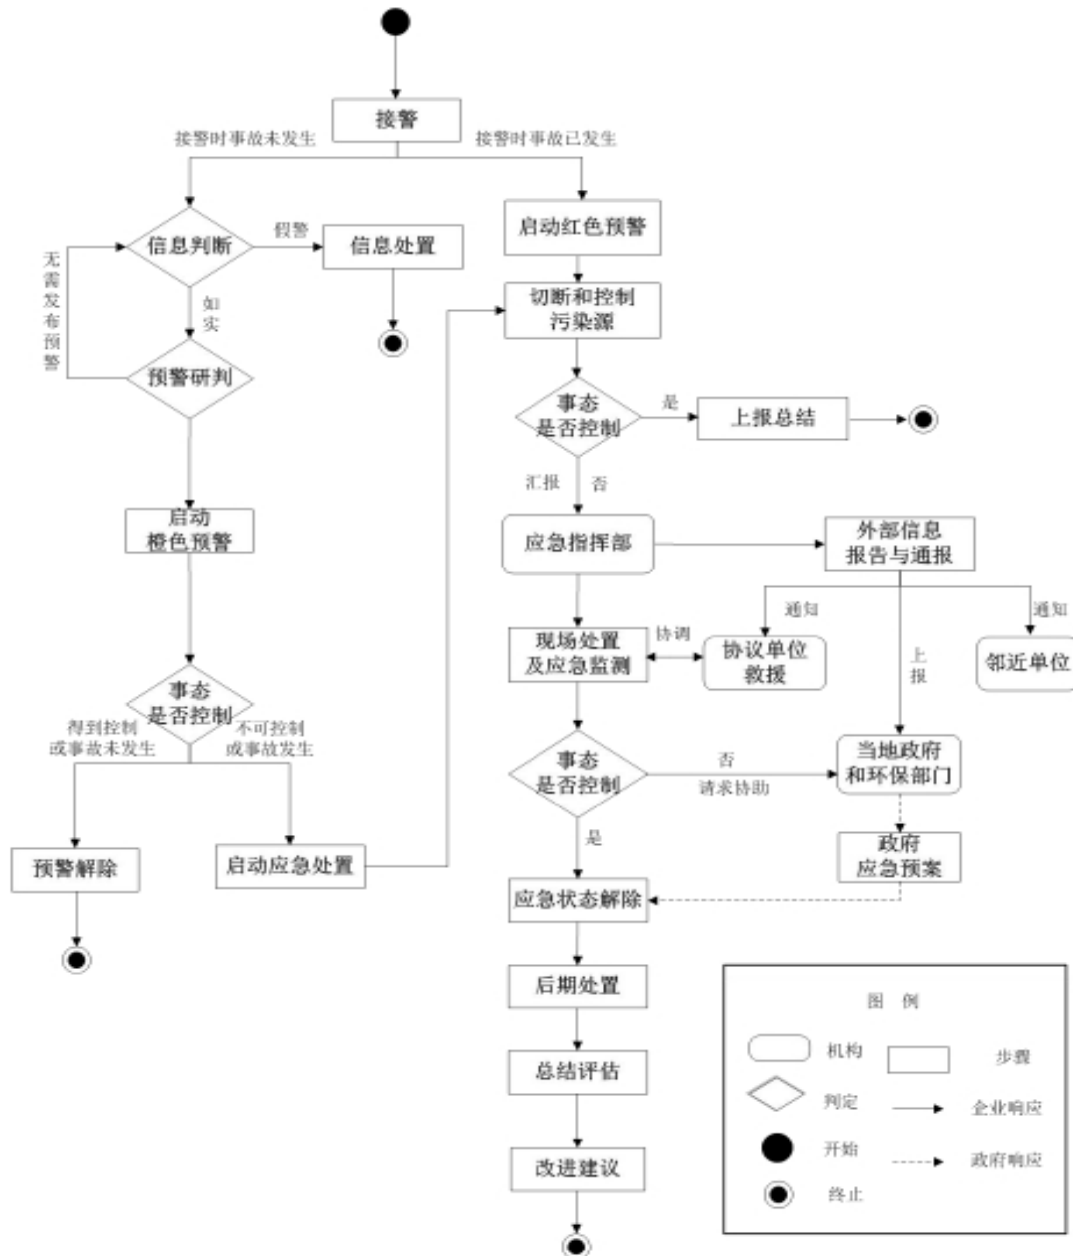 接警
接警时事故未发生
接警时事故已发生
信息判断
假警
信息处置
启动红色预警
无
需
发
布
预
警
如
实
切断和控制
污染源
预警研判
事态
是否控制
是
上报总结
汇报
否
启动
橙色预警
应急指挥部
外部信息
报告与通报
通知
通知
现场处置
及应急监测
协调
协议单位
救援
上
报
邻近单位
事态
是否控制
得到控制
或事故未发生
不可控制
或事故发生
事态
是否控制
否
请求协助
当地政府
和环保部门
是
预警解除
启动应急处置
政府
应急预案
应急状态解除
后期处置
总结评估
改进建议
图 例
机构
步骤
判定
企业响应
开始
政府响应
终止